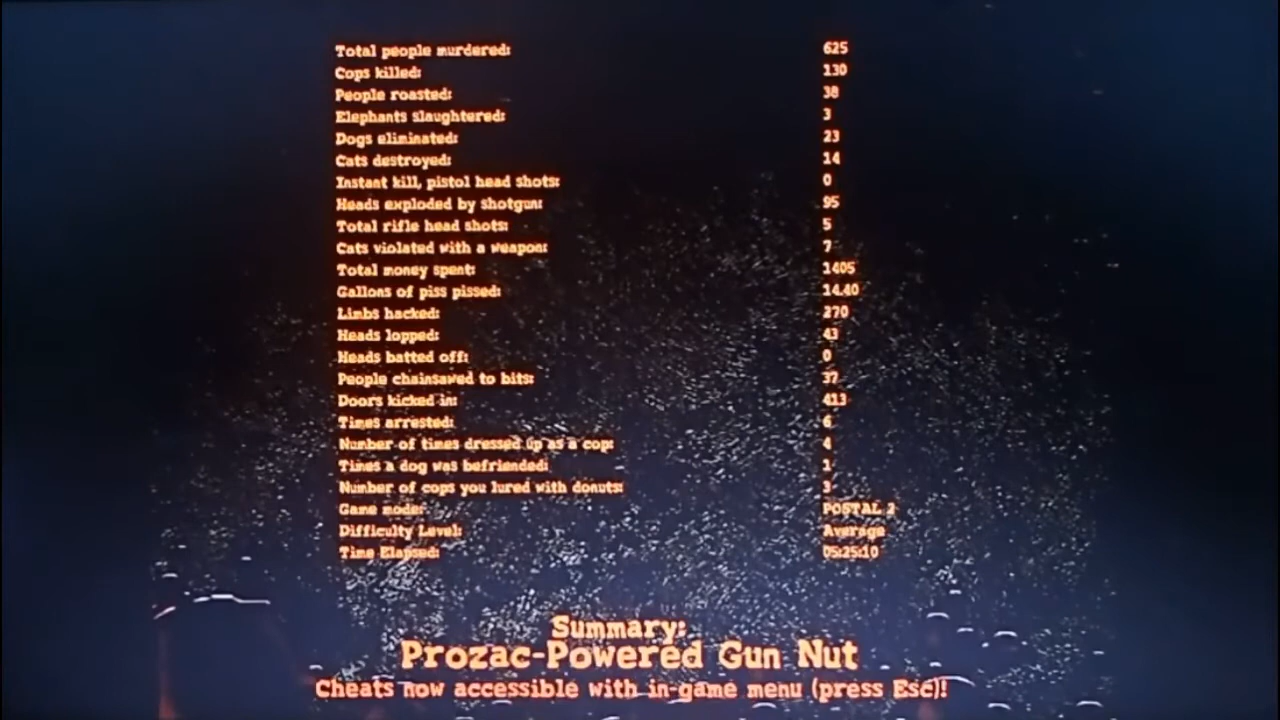 Total people murdered: 625
Cops killed: 130
People roasted: 38
Elephants slaughtered: 3
Dogs eliminated: 23
Cats destroyed: 14
Instant kill, pistol head shots: 0
Heads exploded by shotgun: 95
Total rifle head shots: 5
Cats violated with a weapon: 7
Total money spent: 1405
Gallons of piss pissed: 14.40
Limbs hacked: 270
Heads lopped: 43
Heads batted off: 0
People chainsawed to bits: 37
Doors kicked in: 413
Times arrested: 6
Number of times dressed up as a cop: 4
Times a dog was befriended: 1
Number of cops you lured with donuts: 3
Game mode: POSTAL 2
Difficulty Level: Average
Time Elapsed: 05:25:10
Summary:
Prozac-Powered Gun Nut
Cheats now accessible with in-game menu (press Esc)!